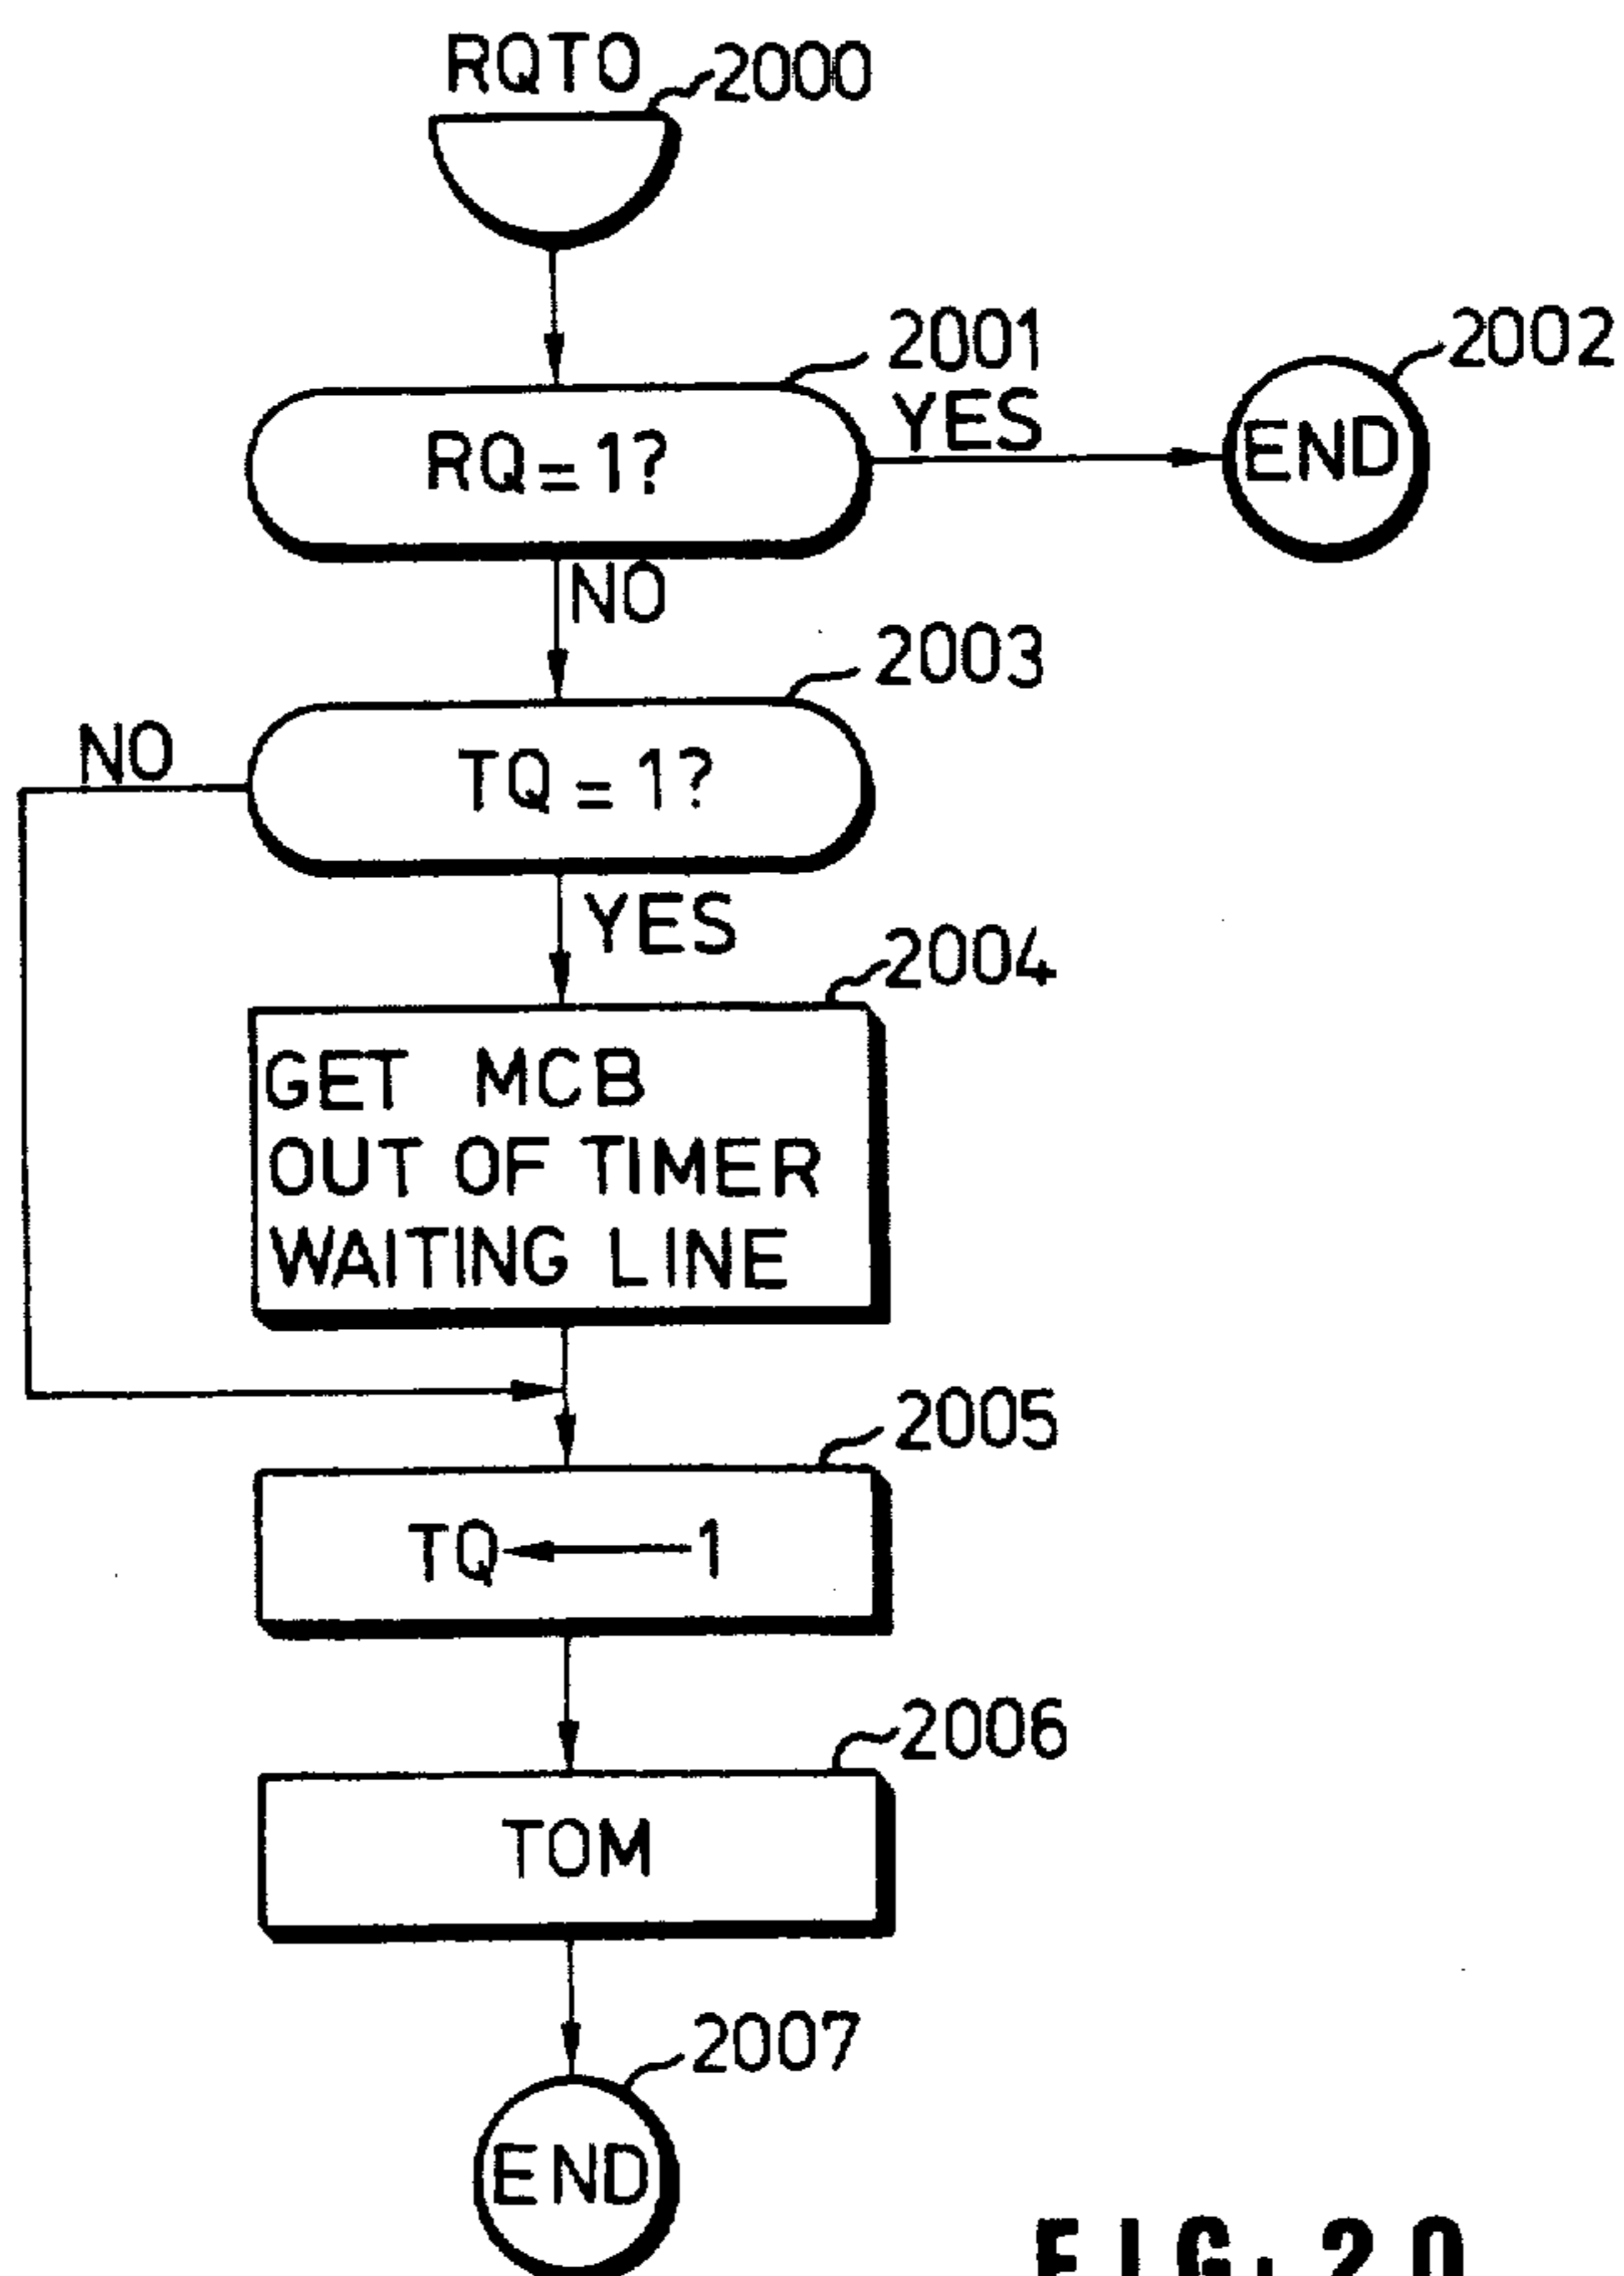 RQTO 2000
2001
YES
2002
RQ=1?
END
NO
2003
NO
TQ=1?
YES
2004
GET MCB
OUT OF TIMER
WAITING LINE
2005
TQ←1
2006
TOM
2007
END
FIG. 20